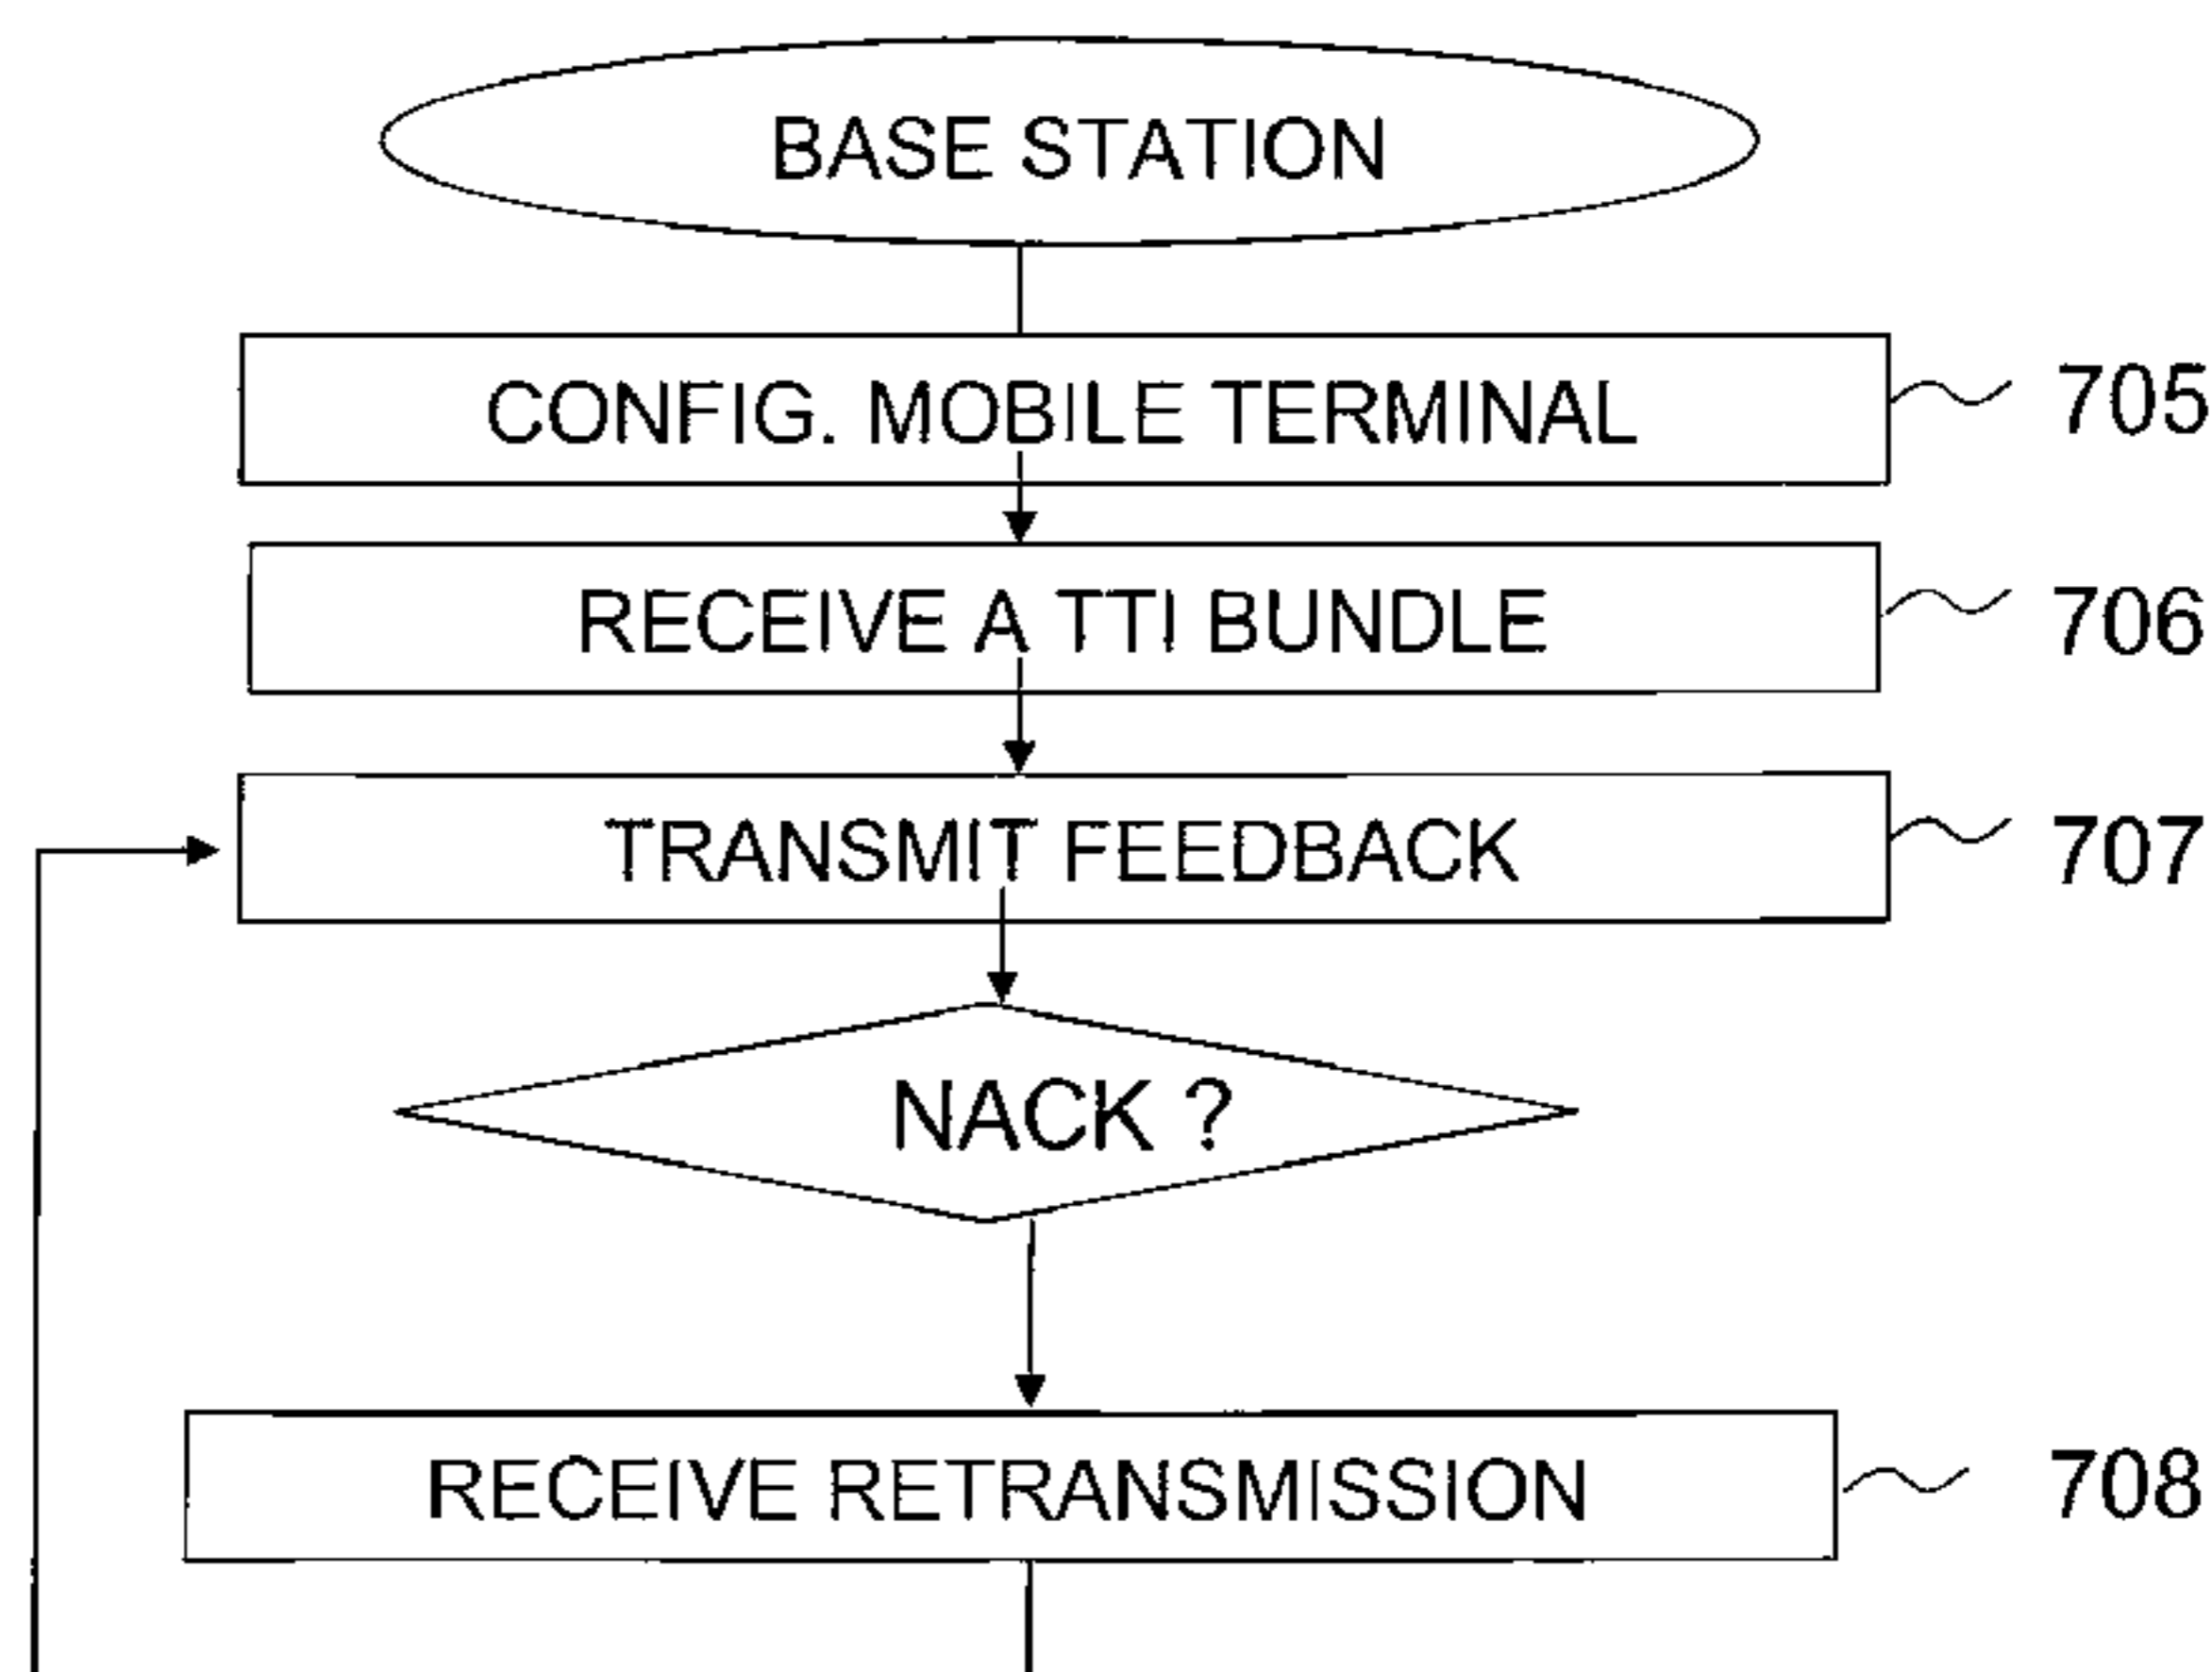 BASE STATION
CONFIG. MOBILE TERMINAL
705
RECEIVE A TTI BUNDLE
706
TRANSMIT FEEDBACK
707
NACK ?
RECEIVE RETRANSMISSION
708